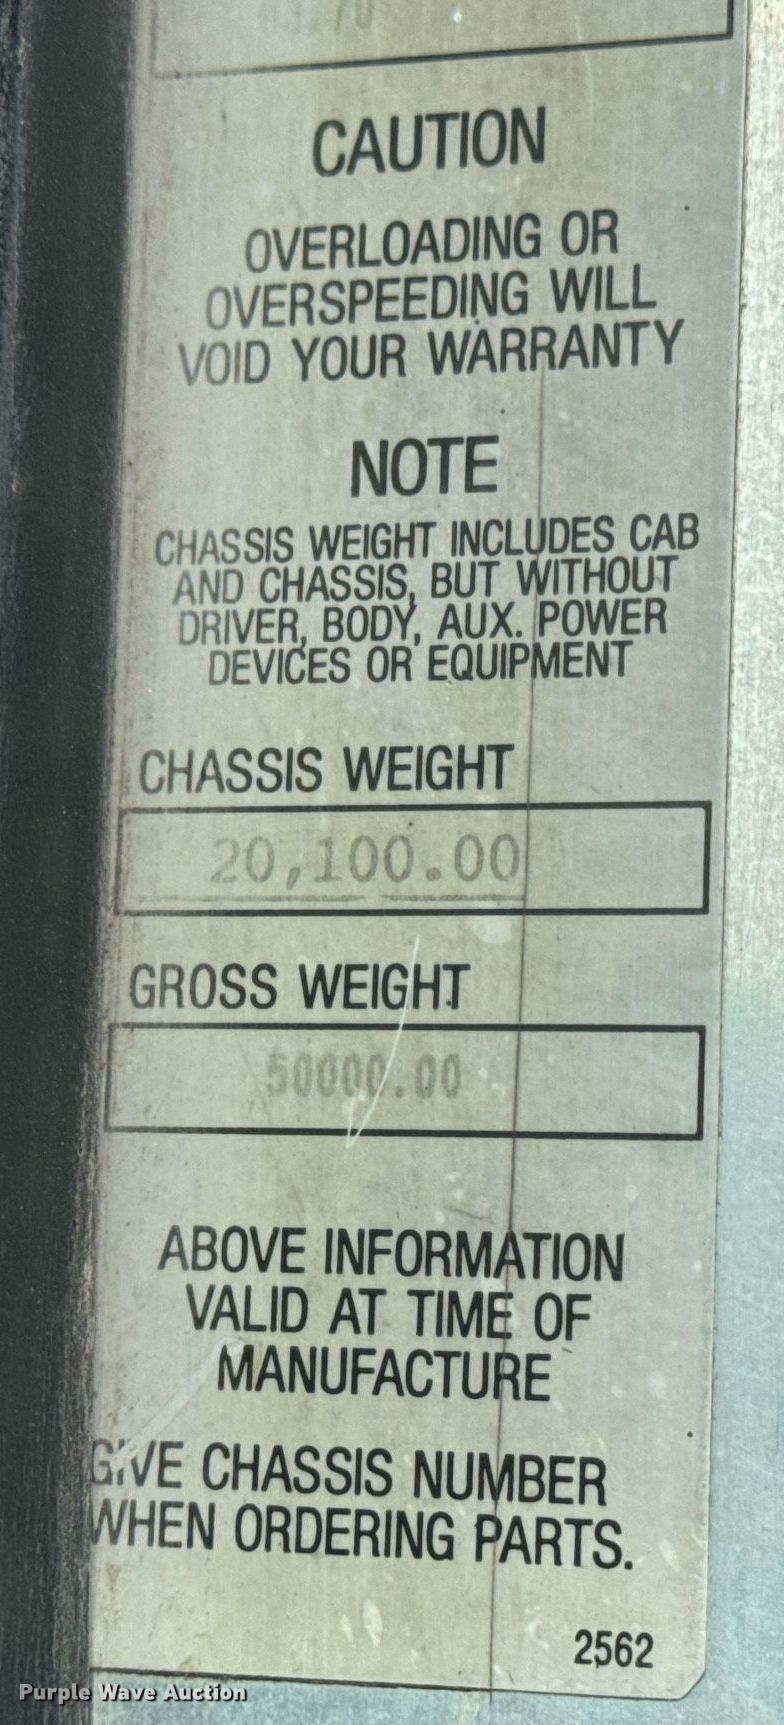 CAUTION
OVERLOADING OR
OVERSPEEDING WILL
VOID YOUR WARRANTY
NOTE
CHASSIS WEIGHT INCLUDES CAB
AND CHASSIS, BUT WITHOUT
DRIVER, BODY, AUX. POWER
DEVICES OR EQUIPMENT
CHASSIS WEIGHT
20,100.00
GROSS WEIGHT
50000.00
ABOVE INFORMATION
VALID AT TIME OF
MANUFACTURE
GIVE CHASSIS NUMBER
WHEN ORDERING PARTS.
2562
Purple Wave Auction